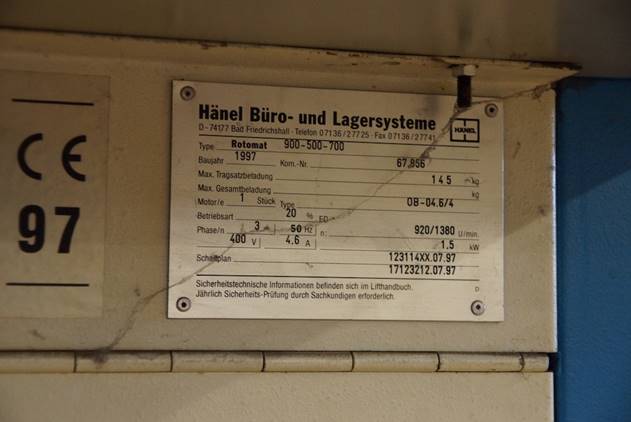 CE
97
Hänel Büro- und Lagersysteme
D-74177 Bad Friedrichshall · Telefon 07136/27725 · Fax 07136/27741
HÄNEL
Type Rotomat 900-500-700
Baujahr 1997 Kom.-Nr. 67.956
Max. Tragsatzbeladung 145 kg
Max. Gesamtbeladung kg
Motor/e 1 Stück Type OB-04.6/4
Betriebsart 20 % ED
Phase/n 3 50 Hz n: 920/1380 U/min.
400 V 4.6 A 1.5 kW
Schaltplan 123114XX.07.97
17123212.07.97
Sicherheitstechnische Informationen befinden sich im Lifthandbuch.
Jährlich Sicherheits-Prüfung durch Sachkundigen erforderlich.
D